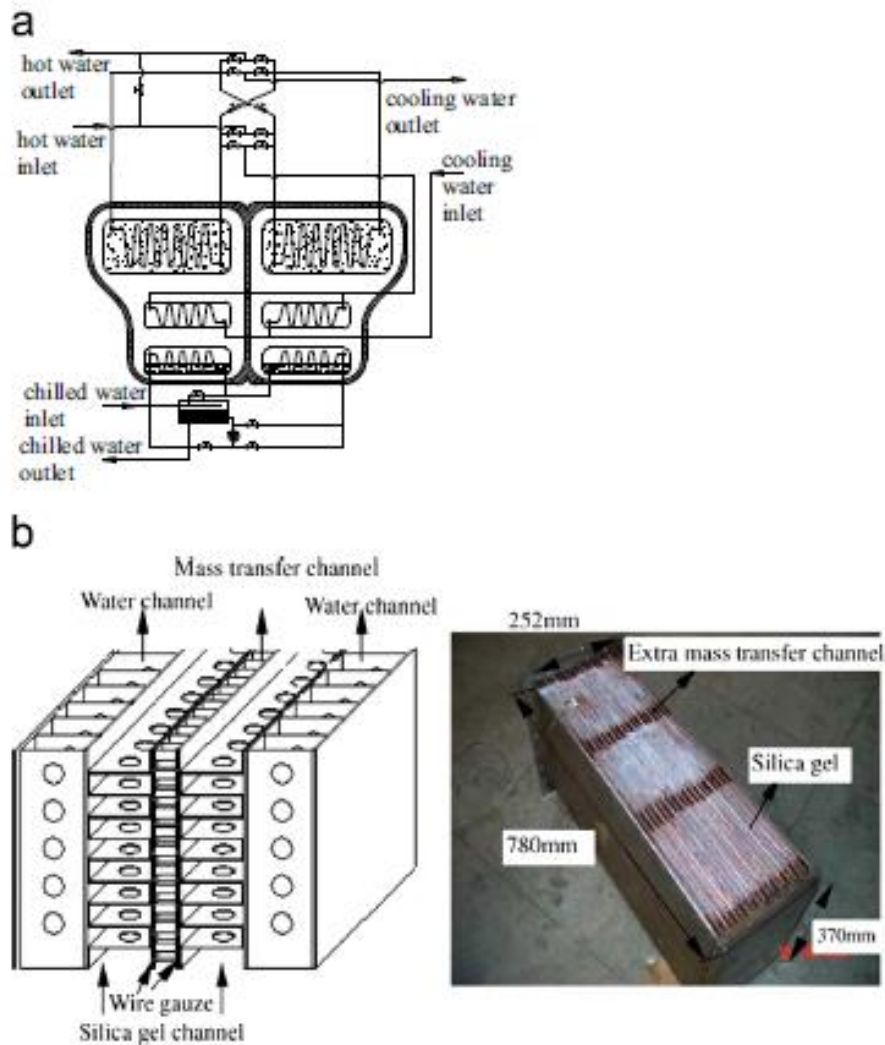 a
hot water
outlet
cooling water
outlet
hot water
inlet
cooling
water
inlet
chilled water
inlet
chilled water
outlet
b
Mass transfer channel
Water channel
Water channel
Wire gauze
Silica gel channel
252mm
Extra mass transfer channel
Silica gel
780mm
370mm